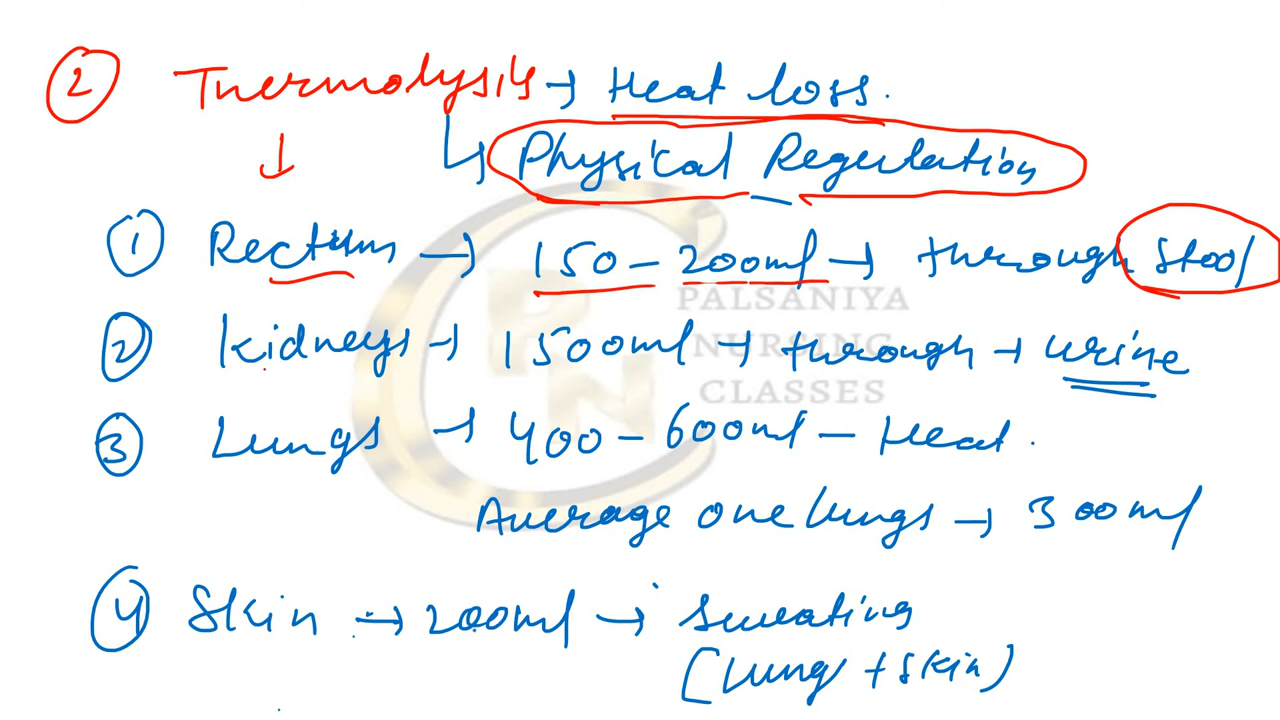 2 Thermolysis → Heat loss.
↓ ↳ Physical Regulation
1 Rectum → 150 - 200ml → through Stool
PALSANIYA
2 Kidneys → 1500ml → through → urine
NURSING
CLASSES
3 Lungs → 400 - 600ml - Heat.
Average one lungs → 300ml
4 Skin → 200ml → Sweating
(Lung + Skin)